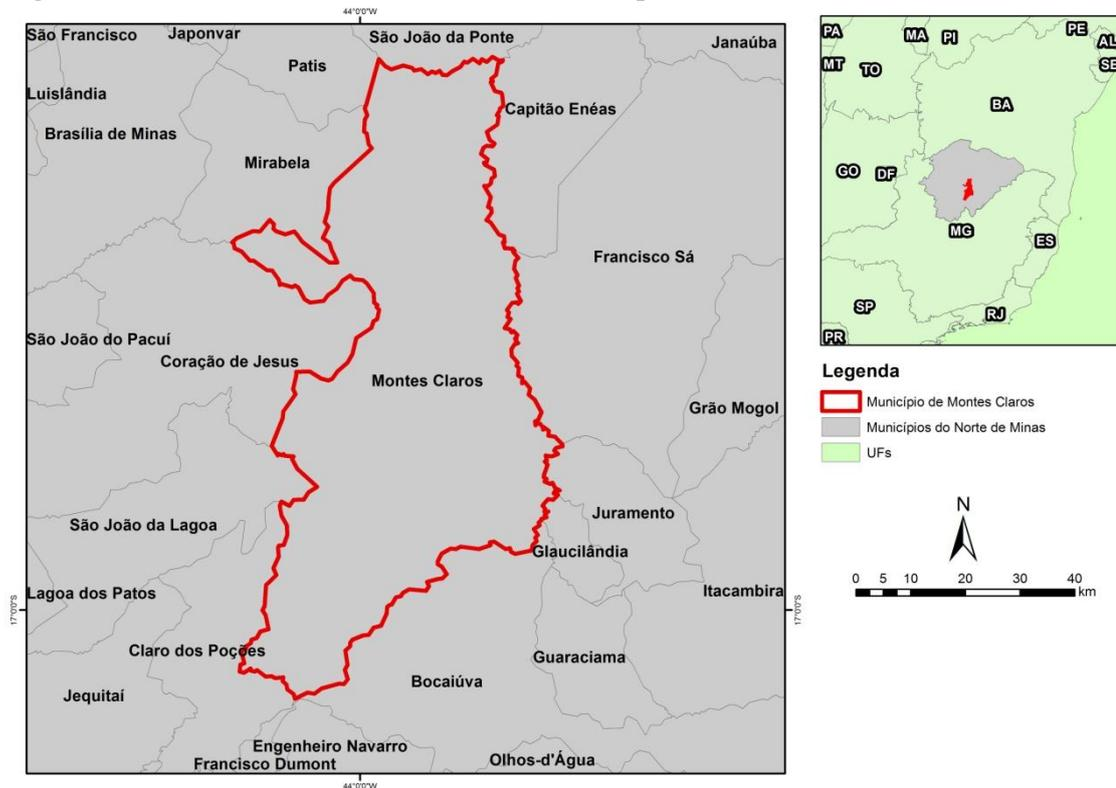 44°0'0"W
São Francisco
Japonvar
São João da Ponte
Janaúba
Patis
Luislândia
Capitão Enéas
Brasília de Minas
Mirabela
Francisco Sá
São João do Pacuí
Coração de Jesus
Montes Claros
Grão Mogol
Juramento
São João da Lagoa
Glaucilândia
Lagoa dos Patos
Itacambira
17°0'0"S
17°0'0"S
Claro dos Poções
Guaraciama
Jequitaí
Bocaiúva
Engenheiro Navarro
Francisco Dumont
Olhos-d'Água
44°0'0"W
PA
MA
PI
PE
AL
MT
TO
SE
BA
GO
DF
MG
ES
SP
RJ
PR
Legenda
Município de Montes Claros
Municípios do Norte de Minas
UFs
N
0 5 10 20 30 40
km